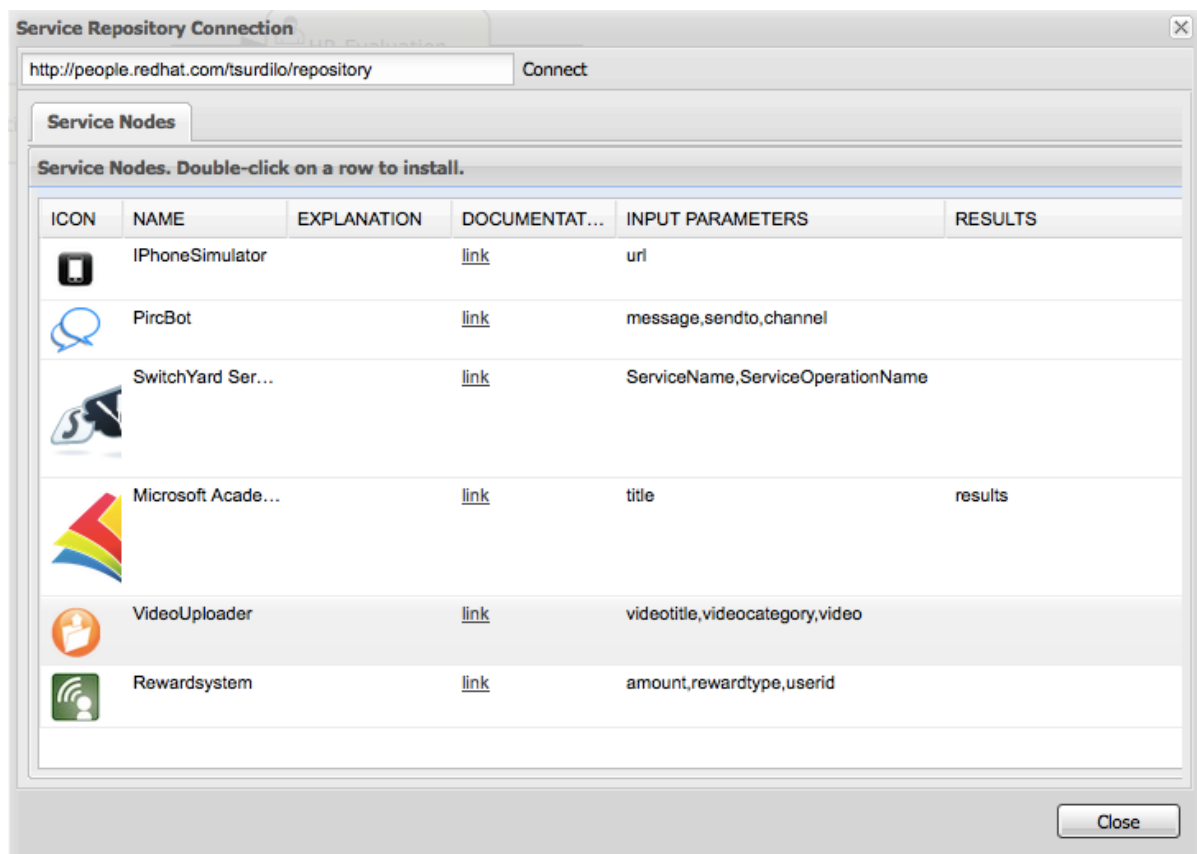 Service Repository Connection
HR Evaluation
http://people.redhat.com/tsurdilo/repository Connect
Service Nodes
Service Nodes. Double-click on a row to install.
ICON NAME EXPLANATION DOCUMENTAT... INPUT PARAMETERS RESULTS
IPhoneSimulator link url
PircBot link message,sendto,channel
SwitchYard Ser... link ServiceName,ServiceOperationName
S
Microsoft Acade... link title results
VideoUploader link videotitle,videocategory,video
Rewardsystem link amount,rewardtype,userid
Close